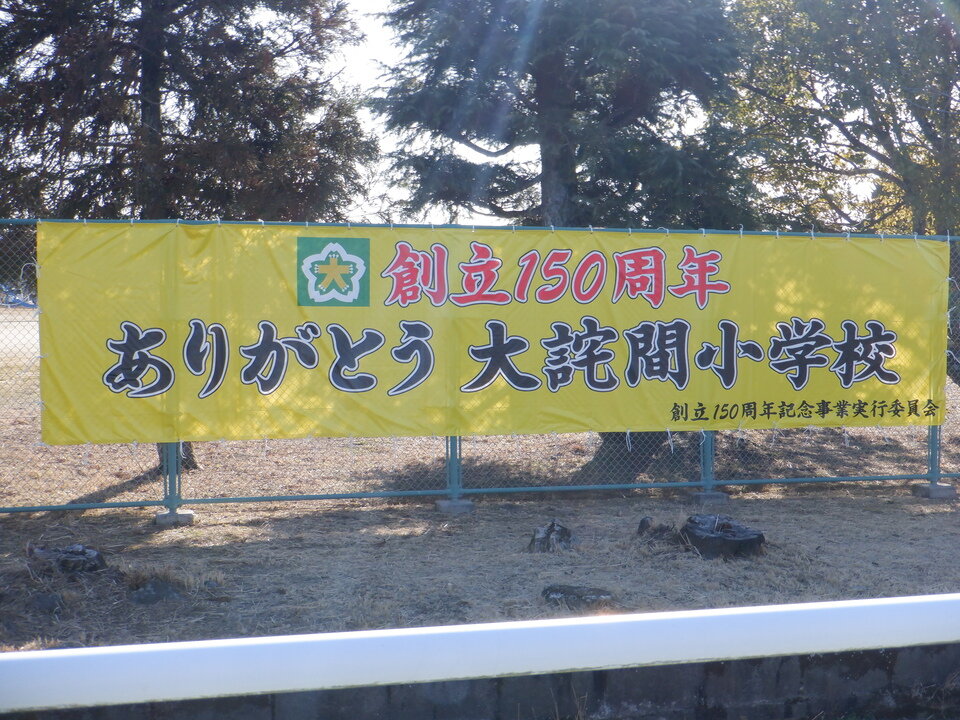 大 創立150周年
ありがとう 大詫間小学校
創立150周年記念事業実行委員会